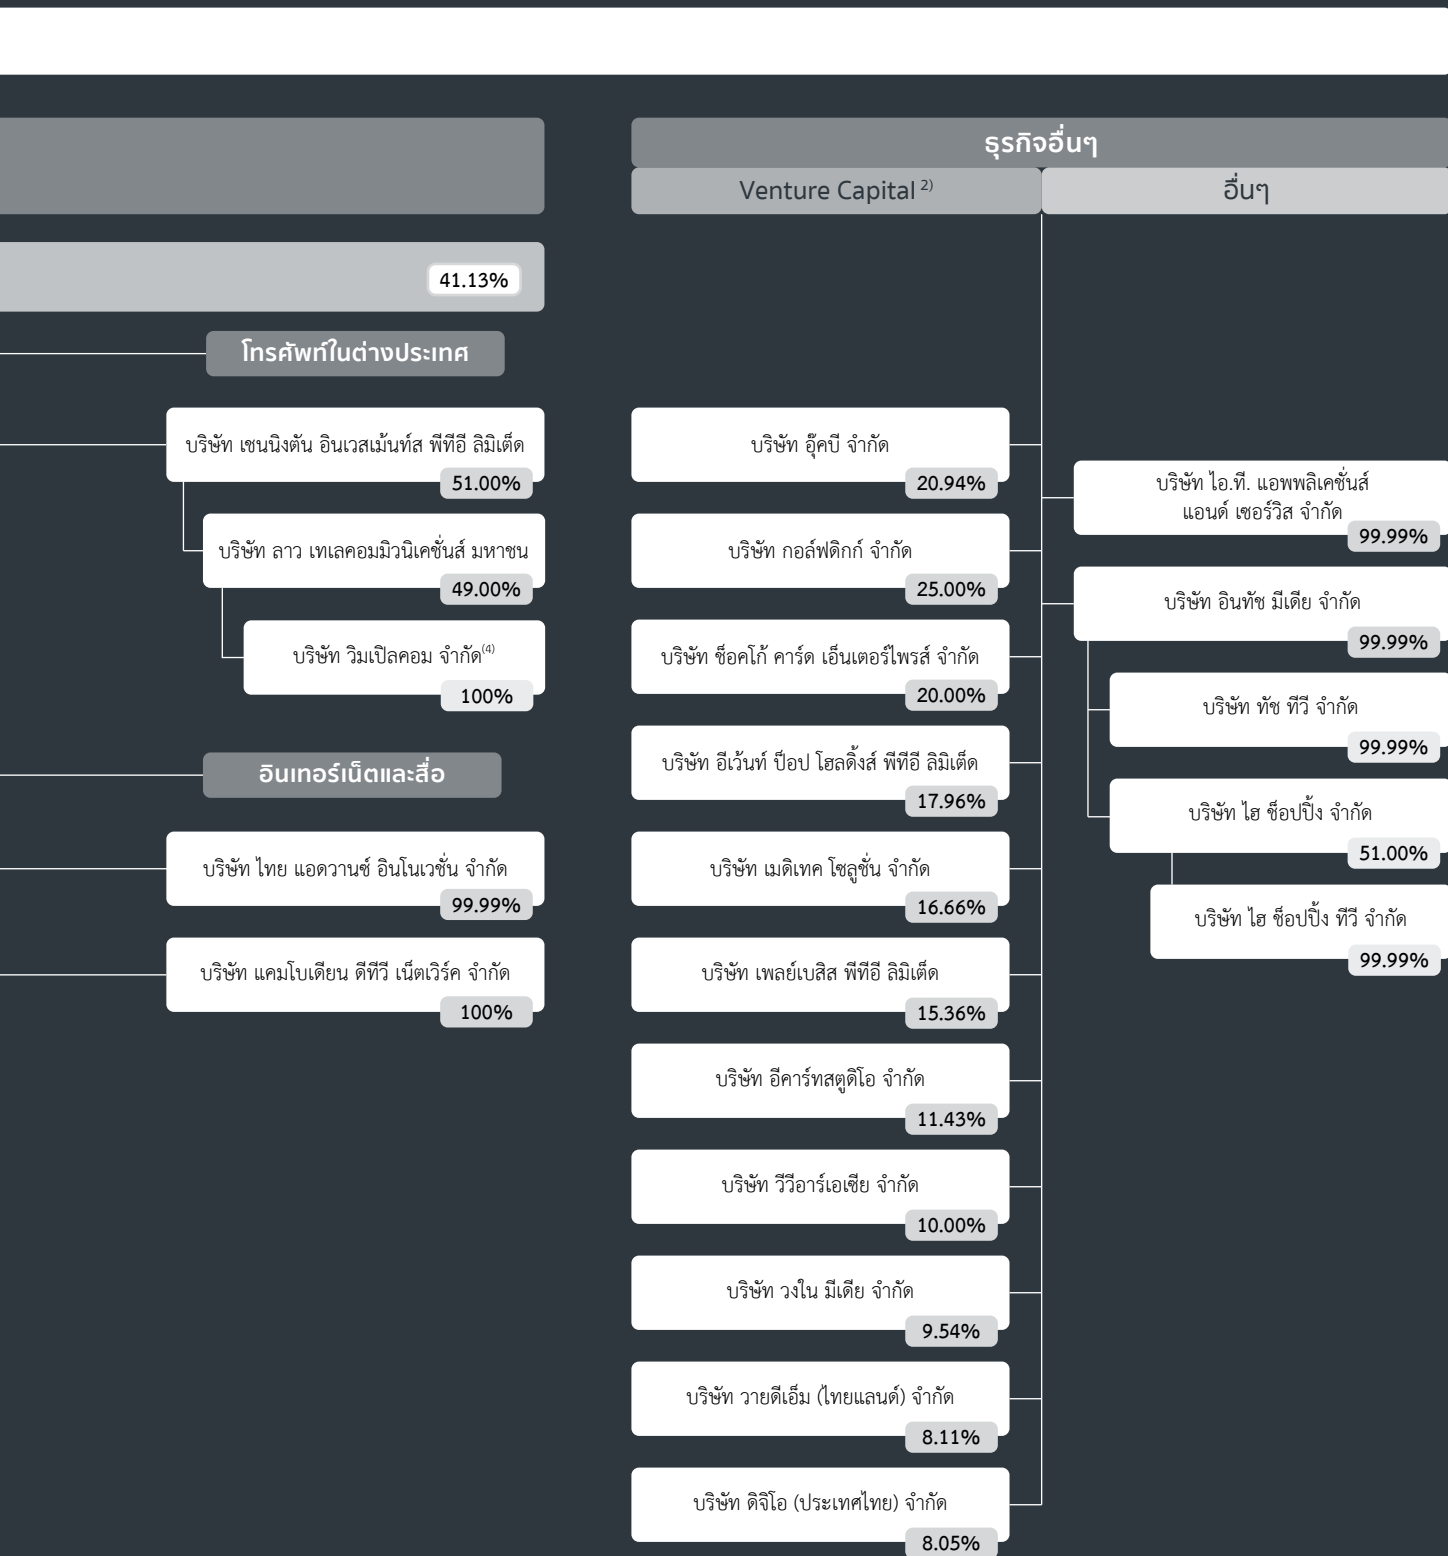 41.13%
โทรศัพท์ในต่างประเทศ
บริษัท เชนนิงตัน อินเวสเม้นท์ส พีทีอี ลิมิเต็ด
51.00%
บริษัท ลาว เทเลคอมมิวนิเคชั่นส์ มหาชน
49.00%
บริษัท วิมเปิลคอม จำกัด(4)
100%
อินเทอร์เน็ตและสื่อ
บริษัท ไทย แอดวานซ์ อินโนเวชั่น จำกัด
99.99%
บริษัท แคมโบเดียน ดีทีวี เน็ตเวิร์ค จำกัด
100%
ธุรกิจอื่นๆ
Venture Capital 2)
บริษัท อุ๊คบี จำกัด
20.94%
บริษัท กอล์ฟดิกก์ จำกัด
25.00%
บริษัท ช็อคโก้ คาร์ด เอ็นเตอร์ไพรส์ จำกัด
20.00%
บริษัท อีเว้นท์ ป็อป โฮลดิ้งส์ พีทีอี ลิมิเต็ด
17.96%
บริษัท เมดิเทค โซลูชั่น จำกัด
16.66%
บริษัท เพลย์เบสิส พีทีอี ลิมิเต็ด
15.36%
บริษัท อีคาร์ทสตูดิโอ จำกัด
11.43%
บริษัท วีวีอาร์เอเซีย จำกัด
10.00%
บริษัท วงใน มีเดีย จำกัด
9.54%
บริษัท วายดีเอ็ม (ไทยแลนด์) จำกัด
8.11%
บริษัท ดิจิโอ (ประเทศไทย) จำกัด
8.05%
อื่นๆ
บริษัท ไอ.ที. แอพพลิเคชั่นส์
แอนด์ เซอร์วิส จำกัด
99.99%
บริษัท อินทัช มีเดีย จำกัด
99.99%
บริษัท ทัช ทีวี จำกัด
99.99%
บริษัท ไฮ ช็อปปิ้ง จำกัด
51.00%
บริษัท ไฮ ช็อปปิ้ง ทีวี จำกัด
99.99%